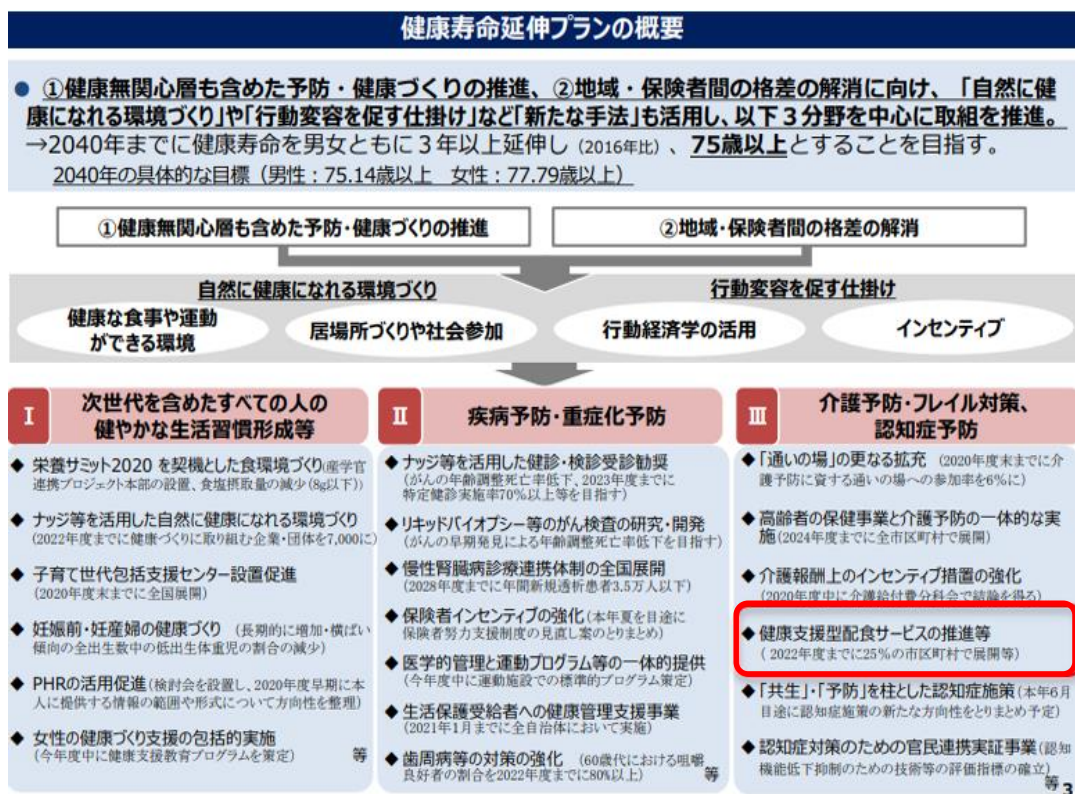 健康寿命延伸プランの概要
● ①健康無関心層も含めた予防・健康づくりの推進、②地域・保険者間の格差の解消に向け、「自然に健
康になれる環境づくり」や「行動変容を促す仕掛け」など「新たな手法」も活用し、以下３分野を中心に取組を推進。
→2040年までに健康寿命を男女ともに３年以上延伸し（2016年比）、75歳以上とすることを目指す。
2040年の具体的な目標（男性：75.14歳以上　女性：77.79歳以上）
①健康無関心層も含めた予防・健康づくりの推進
②地域・保険者間の格差の解消
自然に健康になれる環境づくり
行動変容を促す仕掛け
健康な食事や運動
ができる環境
居場所づくりや社会参加
行動経済学の活用
インセンティブ
Ⅰ
次世代を含めたすべての人の
健やかな生活習慣形成等
◆ 栄養サミット2020 を契機とした食環境づくり(産学官
連携プロジェクト本部の設置、食塩摂取量の減少(8g以下))
◆ ナッジ等を活用した自然に健康になれる環境づくり
(2022年度までに健康づくりに取り組む企業・団体を7,000に)
◆ 子育て世代包括支援センター設置促進
(2020年度末までに全国展開)
◆ 妊娠前・妊産婦の健康づくり （長期的に増加・横ばい
傾向の全出生数中の低出生体重児の割合の減少)
◆ PHRの活用促進(検討会を設置し、2020年度早期に本
人に提供する情報の範囲や形式について方向性を整理)
◆ 女性の健康づくり支援の包括的実施
(今年度中に健康支援教育プログラムを策定) 等
Ⅱ
疾病予防・重症化予防
◆ ナッジ等を活用した健診・検診受診勧奨
(がんの年齢調整死亡率低下、2023年度までに
特定健診実施率70%以上等を目指す)
◆ リキッドバイオプシー等のがん検査の研究・開発
(がんの早期発見による年齢調整死亡率低下を目指す)
◆ 慢性腎臓病診療連携体制の全国展開
(2028年度までに年間新規透析患者3.5万人以下)
◆ 保険者インセンティブの強化（本年夏を目途に
保険者努力支援制度の見直し案のとりまとめ)
◆ 医学的管理と運動プログラム等の一体的提供
(今年度中に運動施設での標準的プログラム策定)
◆ 生活保護受給者への健康管理支援事業
(2021年1月までに全自治体において実施)
◆ 歯周病等の対策の強化 （60歳代における咀嚼
良好者の割合を2022年度までに80%以上) 等
Ⅲ
介護予防・フレイル対策、
認知症予防
◆ 「通いの場」の更なる拡充 （2020年度末までに介
護予防に資する通いの場への参加率を6%に)
◆ 高齢者の保健事業と介護予防の一体的な実
施(2024年度までに全市区町村で展開)
◆ 介護報酬上のインセンティブ措置の強化
(2020年度中に介護給付費分科会で結論を得る)
◆ 健康支援型配食サービスの推進等
( 2022年度までに25%の市区町村で展開等)
◆ 「共生」・「予防」を柱とした認知症施策(本年6月
目途に認知症施策の新たな方向性をとりまとめ予定)
◆ 認知症対策のための官民連携実証事業(認知
機能低下抑制のための技術等の評価指標の確立)
等
3